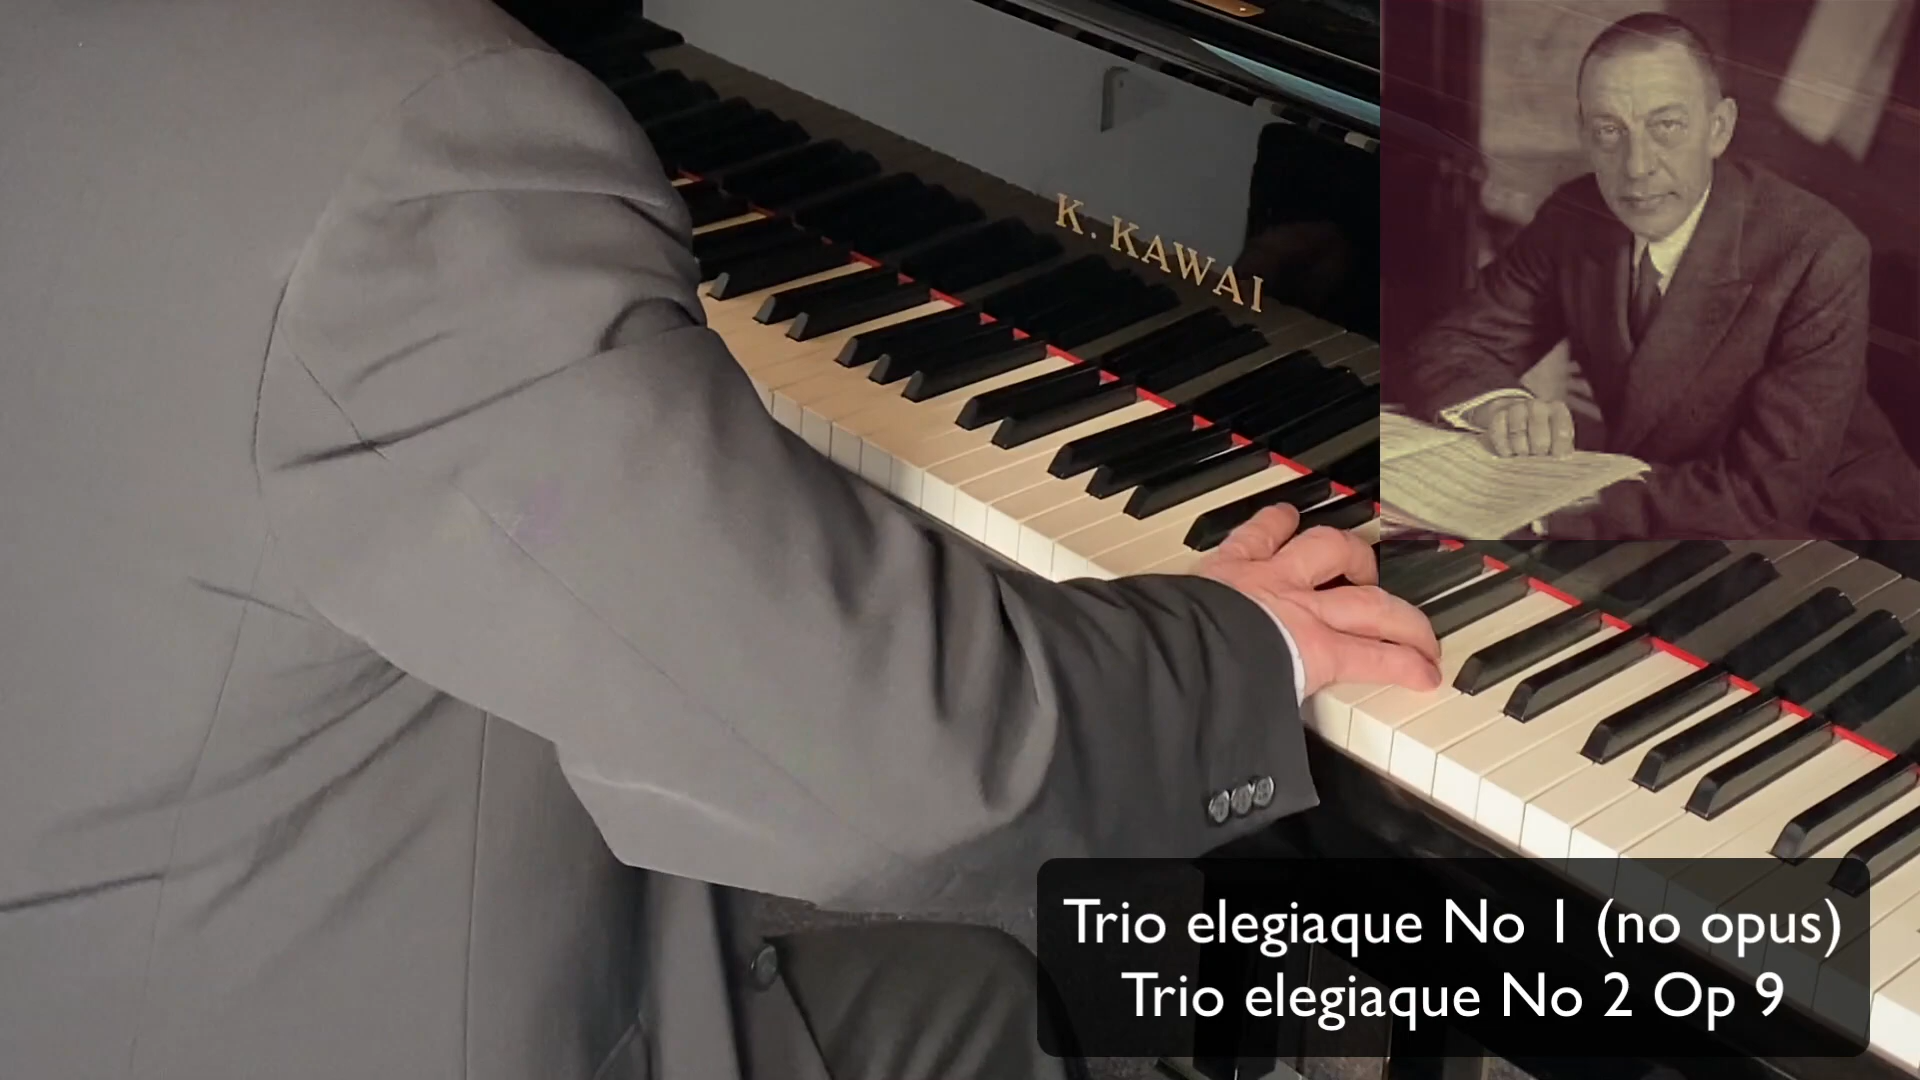 K. KAWAI
Trio elegiaque No 1 (no opus)
Trio elegiaque No 2 Op 9